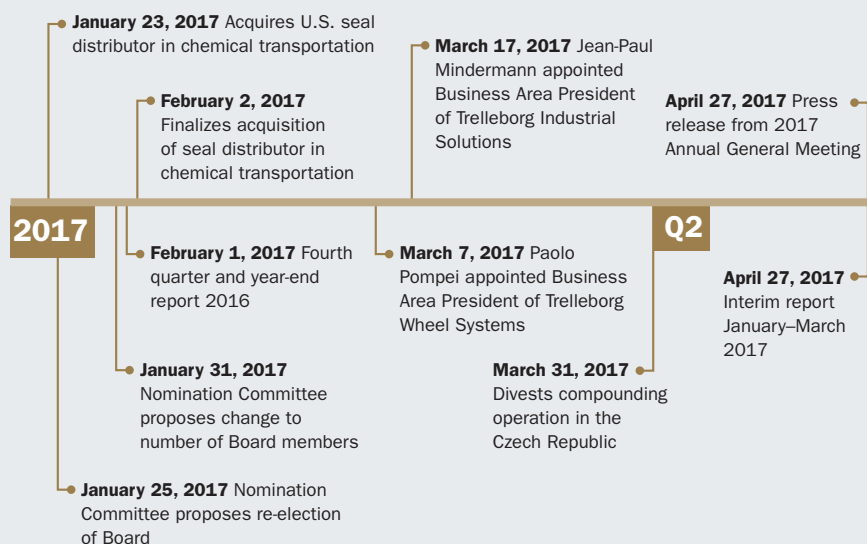 January 23, 2017 Acquires U.S. seal
distributor in chemical transportation
February 2, 2017
Finalizes acquisition
of seal distributor in
chemical transportation
March 17, 2017 Jean-Paul
Mindermann appointed
Business Area President
of Trelleborg Industrial
Solutions
April 27, 2017 Press
release from 2017
Annual General Meeting
2017
Q2
February 1, 2017 Fourth
quarter and year-end
report 2016
March 7, 2017 Paolo
Pompei appointed Business
Area President of Trelleborg
Wheel Systems
April 27, 2017
Interim report
January–March
2017
January 31, 2017
Nomination Committee
proposes change to
number of Board members
March 31, 2017
Divests compounding
operation in the
Czech Republic
January 25, 2017 Nomination
Committee proposes re-election
of Board